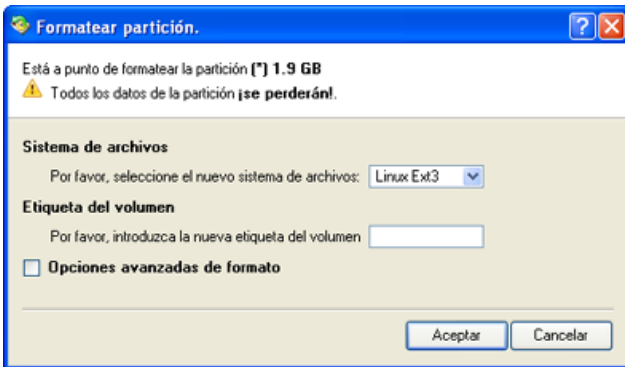 Formatear partición.
Está a punto de formatear la partición (*) 1.9 GB
Todos los datos de la partición ¡se perderán!.
Sistema de archivos
Por favor, seleccione el nuevo sistema de archivos: Linux Ext3
Etiqueta del volumen
Por favor, introduzca la nueva etiqueta del volumen
Opciones avanzadas de formato
Aceptar Cancelar